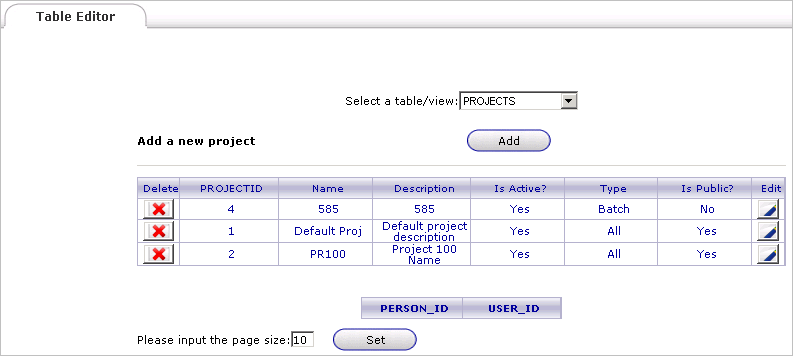 Table Editor
Select a table/view: PROJECTS
Add a new project Add
Delete PROJECTID Name Description Is Active? Type Is Public? Edit
4 585 585 Yes Batch No
1 Default Proj Default project description Yes All Yes
2 PR100 Project 100 Name Yes All Yes
PERSON_ID USER_ID
Please input the page size: 10 Set